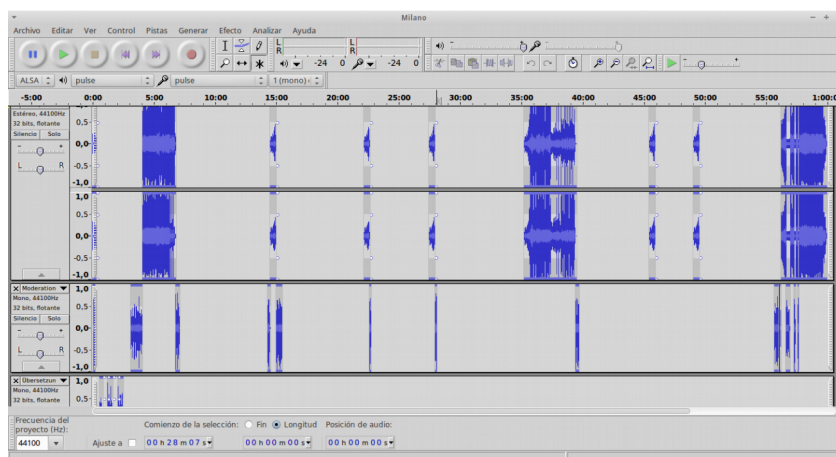 Milano
Archivo Editar Ver Control Pistas Generar Efecto Analizar Ayuda
L
R
-24 0
L
R
-24 0
ALSA pulse pulse 1 (mono)
-5:00 0:00 5:00 10:00 15:00 20:00 25:00 30:00 35:00 40:00 45:00 50:00 55:00 1:00:0
Estéreo, 44100Hz
32 bits, flotante
Silencio Solo
- +
L R
0,5-
0,0-
-0,5-
-1,0
1,0
0,5-
0,0-
-0,5-
-1,0
X Moderation
Mono, 44100Hz
32 bits, flotante
Silencio Solo
- +
L R
1,0
0,5-
0,0-
-0,5-
-1,0
X Übersetzun
Mono, 44100Hz
32 bits, flotante
1,0
0,5-
Frecuencia del
proyecto (Hz):
Comienzo de la selección: Fin Longitud Posición de audio:
44100 Ajuste a 00 h 28 m 07 s 00 h 00 m 00 s 00 h 00 m 00 s